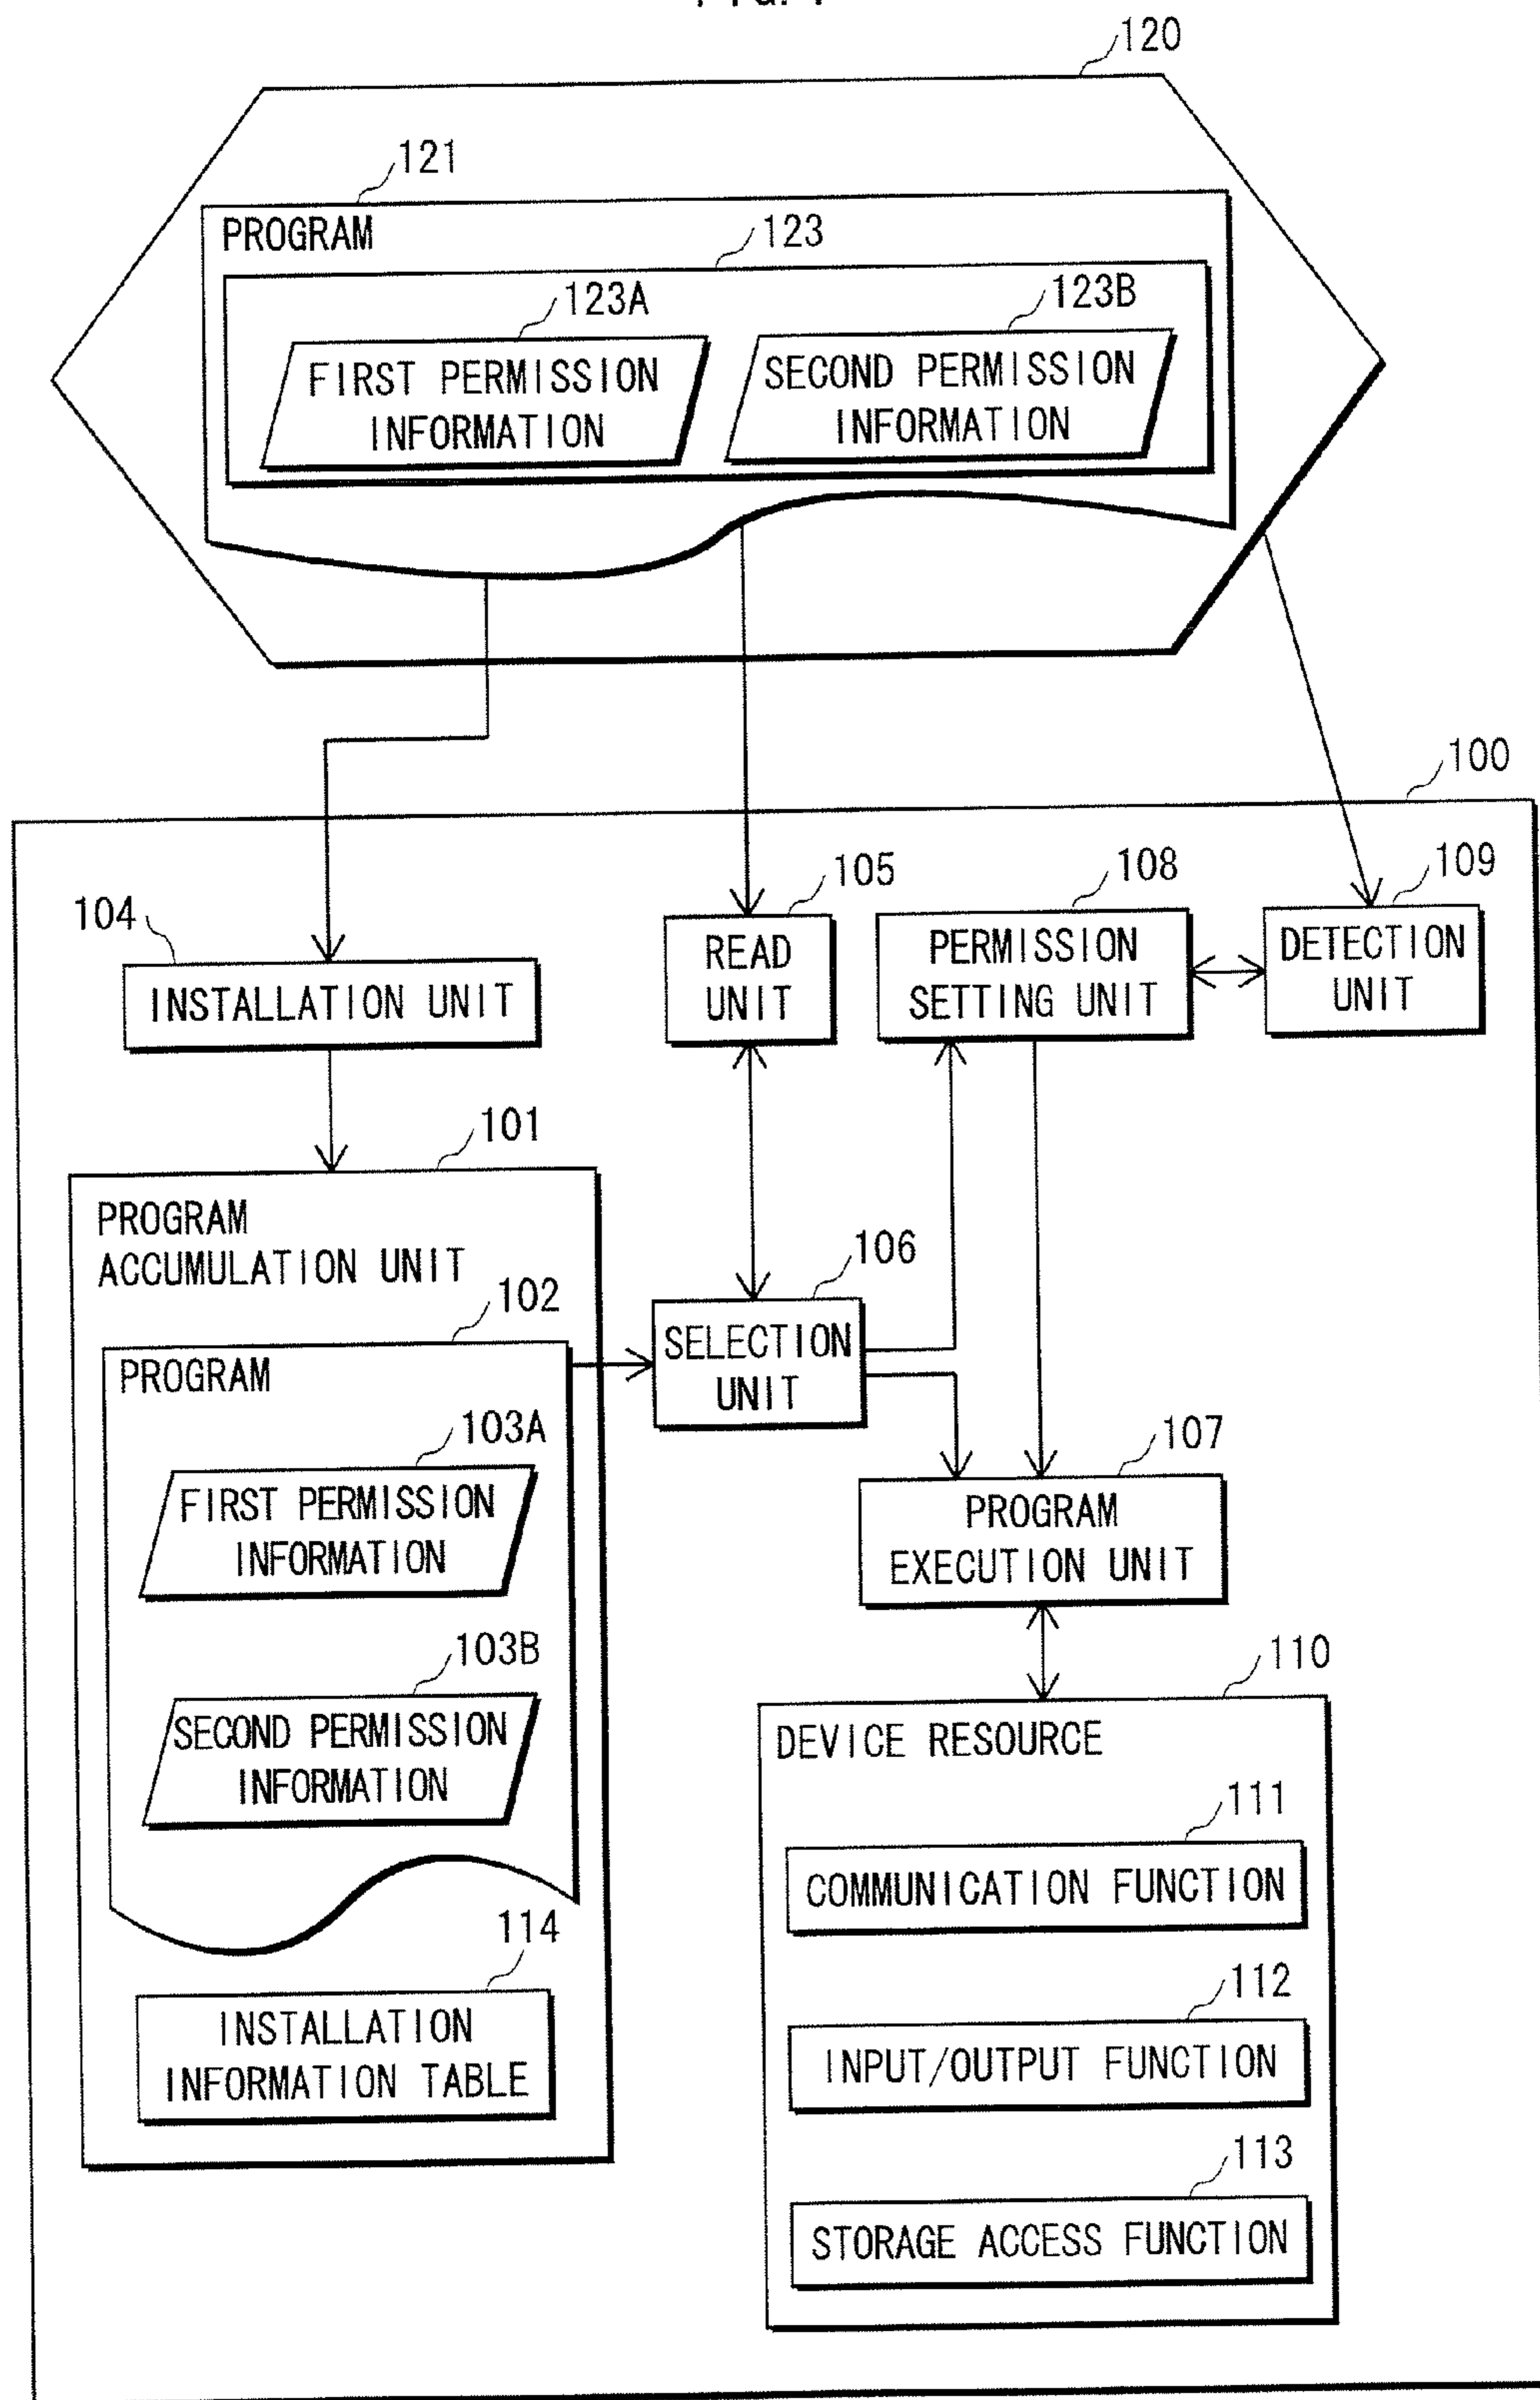 120
121
PROGRAM
123
123A
123B
FIRST PERMISSION
INFORMATION
SECOND PERMISSION
INFORMATION
100
104
INSTALLATION UNIT
105
READ
UNIT
108
PERMISSION
SETTING UNIT
109
DETECTION
UNIT
101
PROGRAM
ACCUMULATION UNIT
102
PROGRAM
103A
FIRST PERMISSION
INFORMATION
103B
SECOND PERMISSION
INFORMATION
114
INSTALLATION
INFORMATION TABLE
106
SELECTION
UNIT
107
PROGRAM
EXECUTION UNIT
110
DEVICE RESOURCE
111
COMMUNICATION FUNCTION
112
INPUT/OUTPUT FUNCTION
113
STORAGE ACCESS FUNCTION